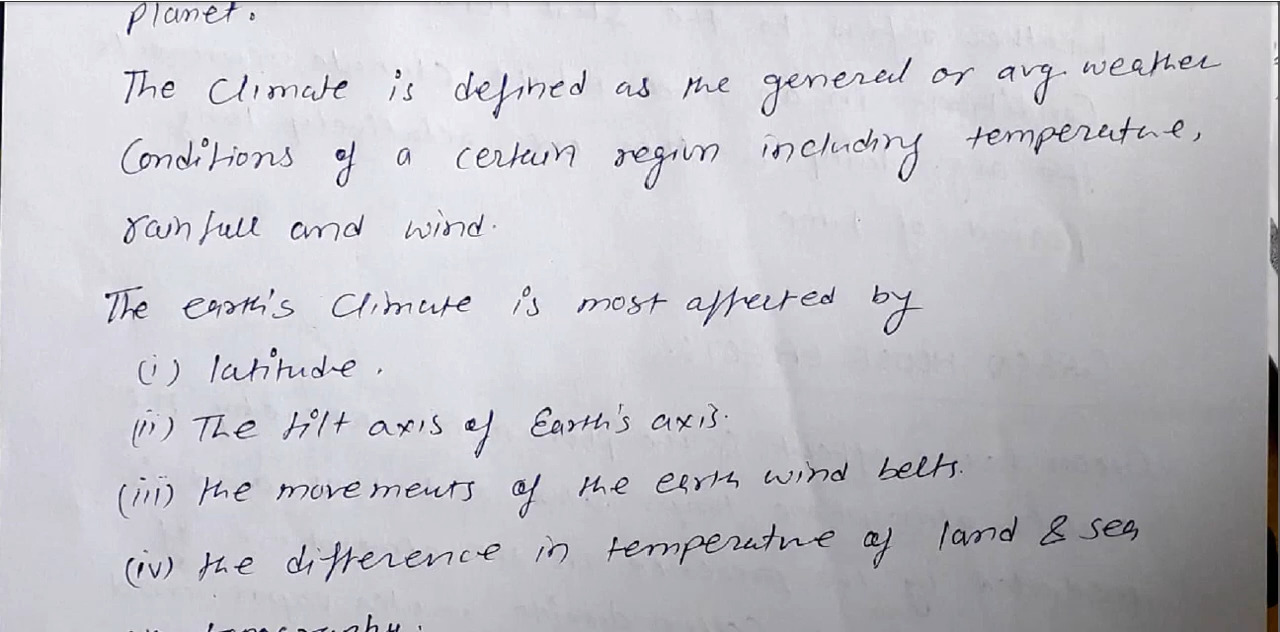 planet.
The Climate is defined as the general or avg. weather
Conditions of a certain region including temperature,
rainfall and wind.
The earth's Climate is most affected by
(i) latitude.
(ii) The tilt axis of Earth's axis.
(iii) the movements of the earth wind belts.
(iv) the difference in temperature of land & sea
topography.